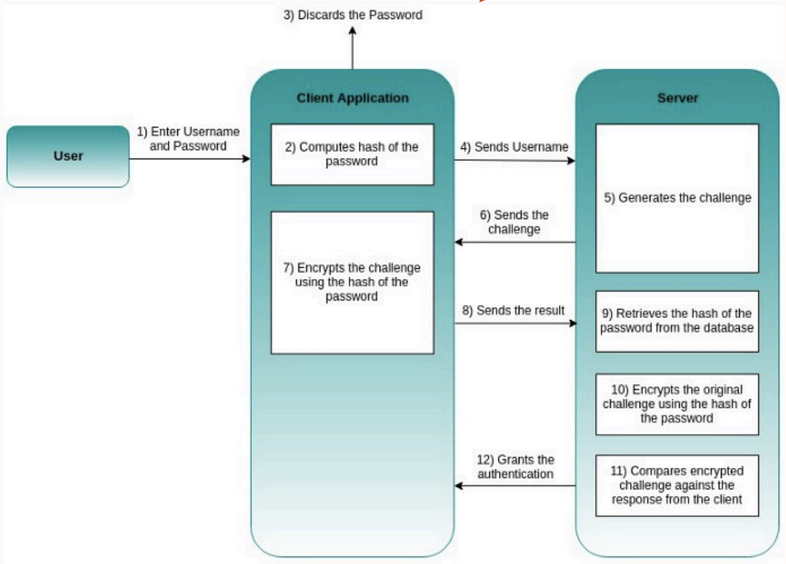 3) Discards the Password
Client Application
Server
User
1) Enter Username
and Password
2) Computes hash of the
password
4) Sends Username
5) Generates the challenge
6) Sends the
challenge
7) Encrypts the challenge
using the hash of the
password
8) Sends the result
9) Retrieves the hash of the
password from the database
10) Encrypts the original
challenge using the hash of
the password
12) Grants the
authentication
11) Compares encrypted
challenge against the
response from the client